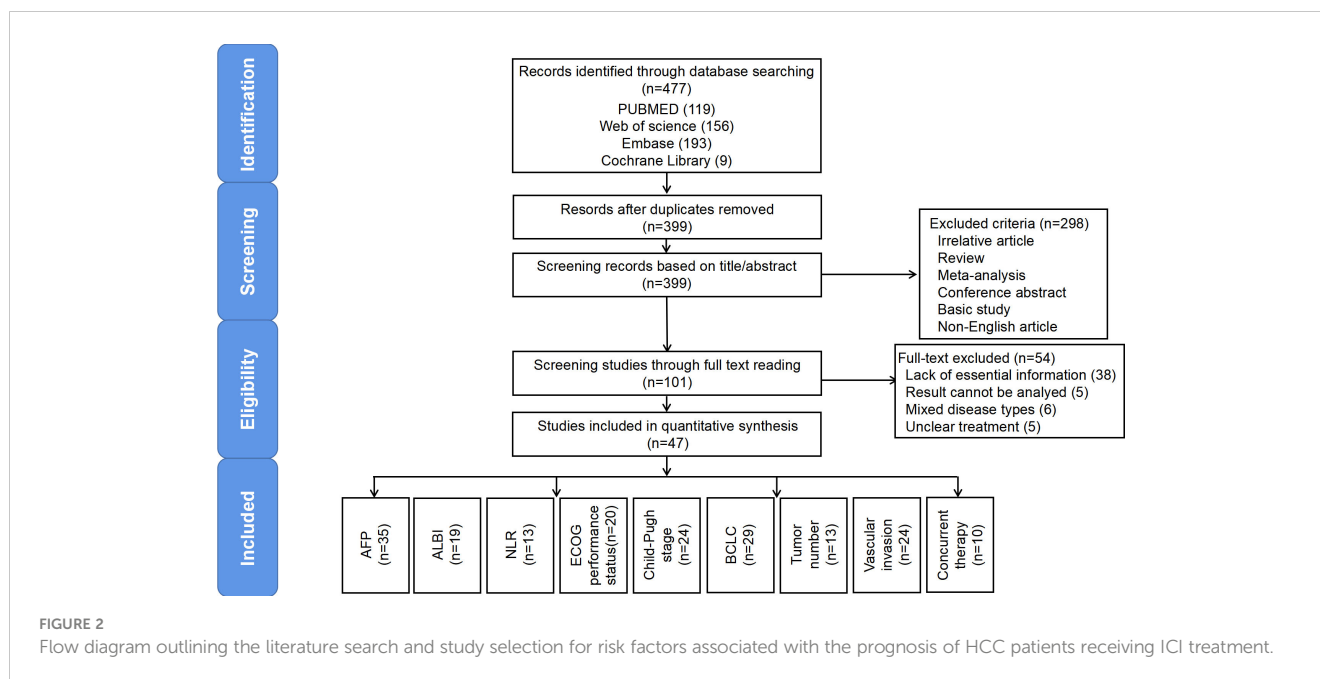 Identification
Records identified through database searching
(n=477)
PUBMED (119)
Web of science (156)
Embase (193)
Cochrane Library (9)
Screening
Resords after duplicates removed
(n=399)
Screening records based on title/abstract
(n=399)
Excluded criteria (n=298)
Irrelative article
Review
Meta-analysis
Conference abstract
Basic study
Non-English article
Eligibility
Screening studies through full text reading
(n=101)
Full-text excluded (n=54)
Lack of essential information (38)
Result cannot be analyed (5)
Mixed disease types (6)
Unclear treatment (5)
Studies included in quantitative synthesis
(n=47)
Included
AFP
(n=35)
ALBI
(n=19)
NLR
(n=13)
ECOG
performance
status(n=20)
Child-Pugh
stage
(n=24)
BCLC
(n=29)
Tumor
number
(n=13)
Vascular
invasion
(n=24)
Concurrent
therapy
(n=10)
FIGURE 2
Flow diagram outlining the literature search and study selection for risk factors associated with the prognosis of HCC patients receiving ICI treatment.